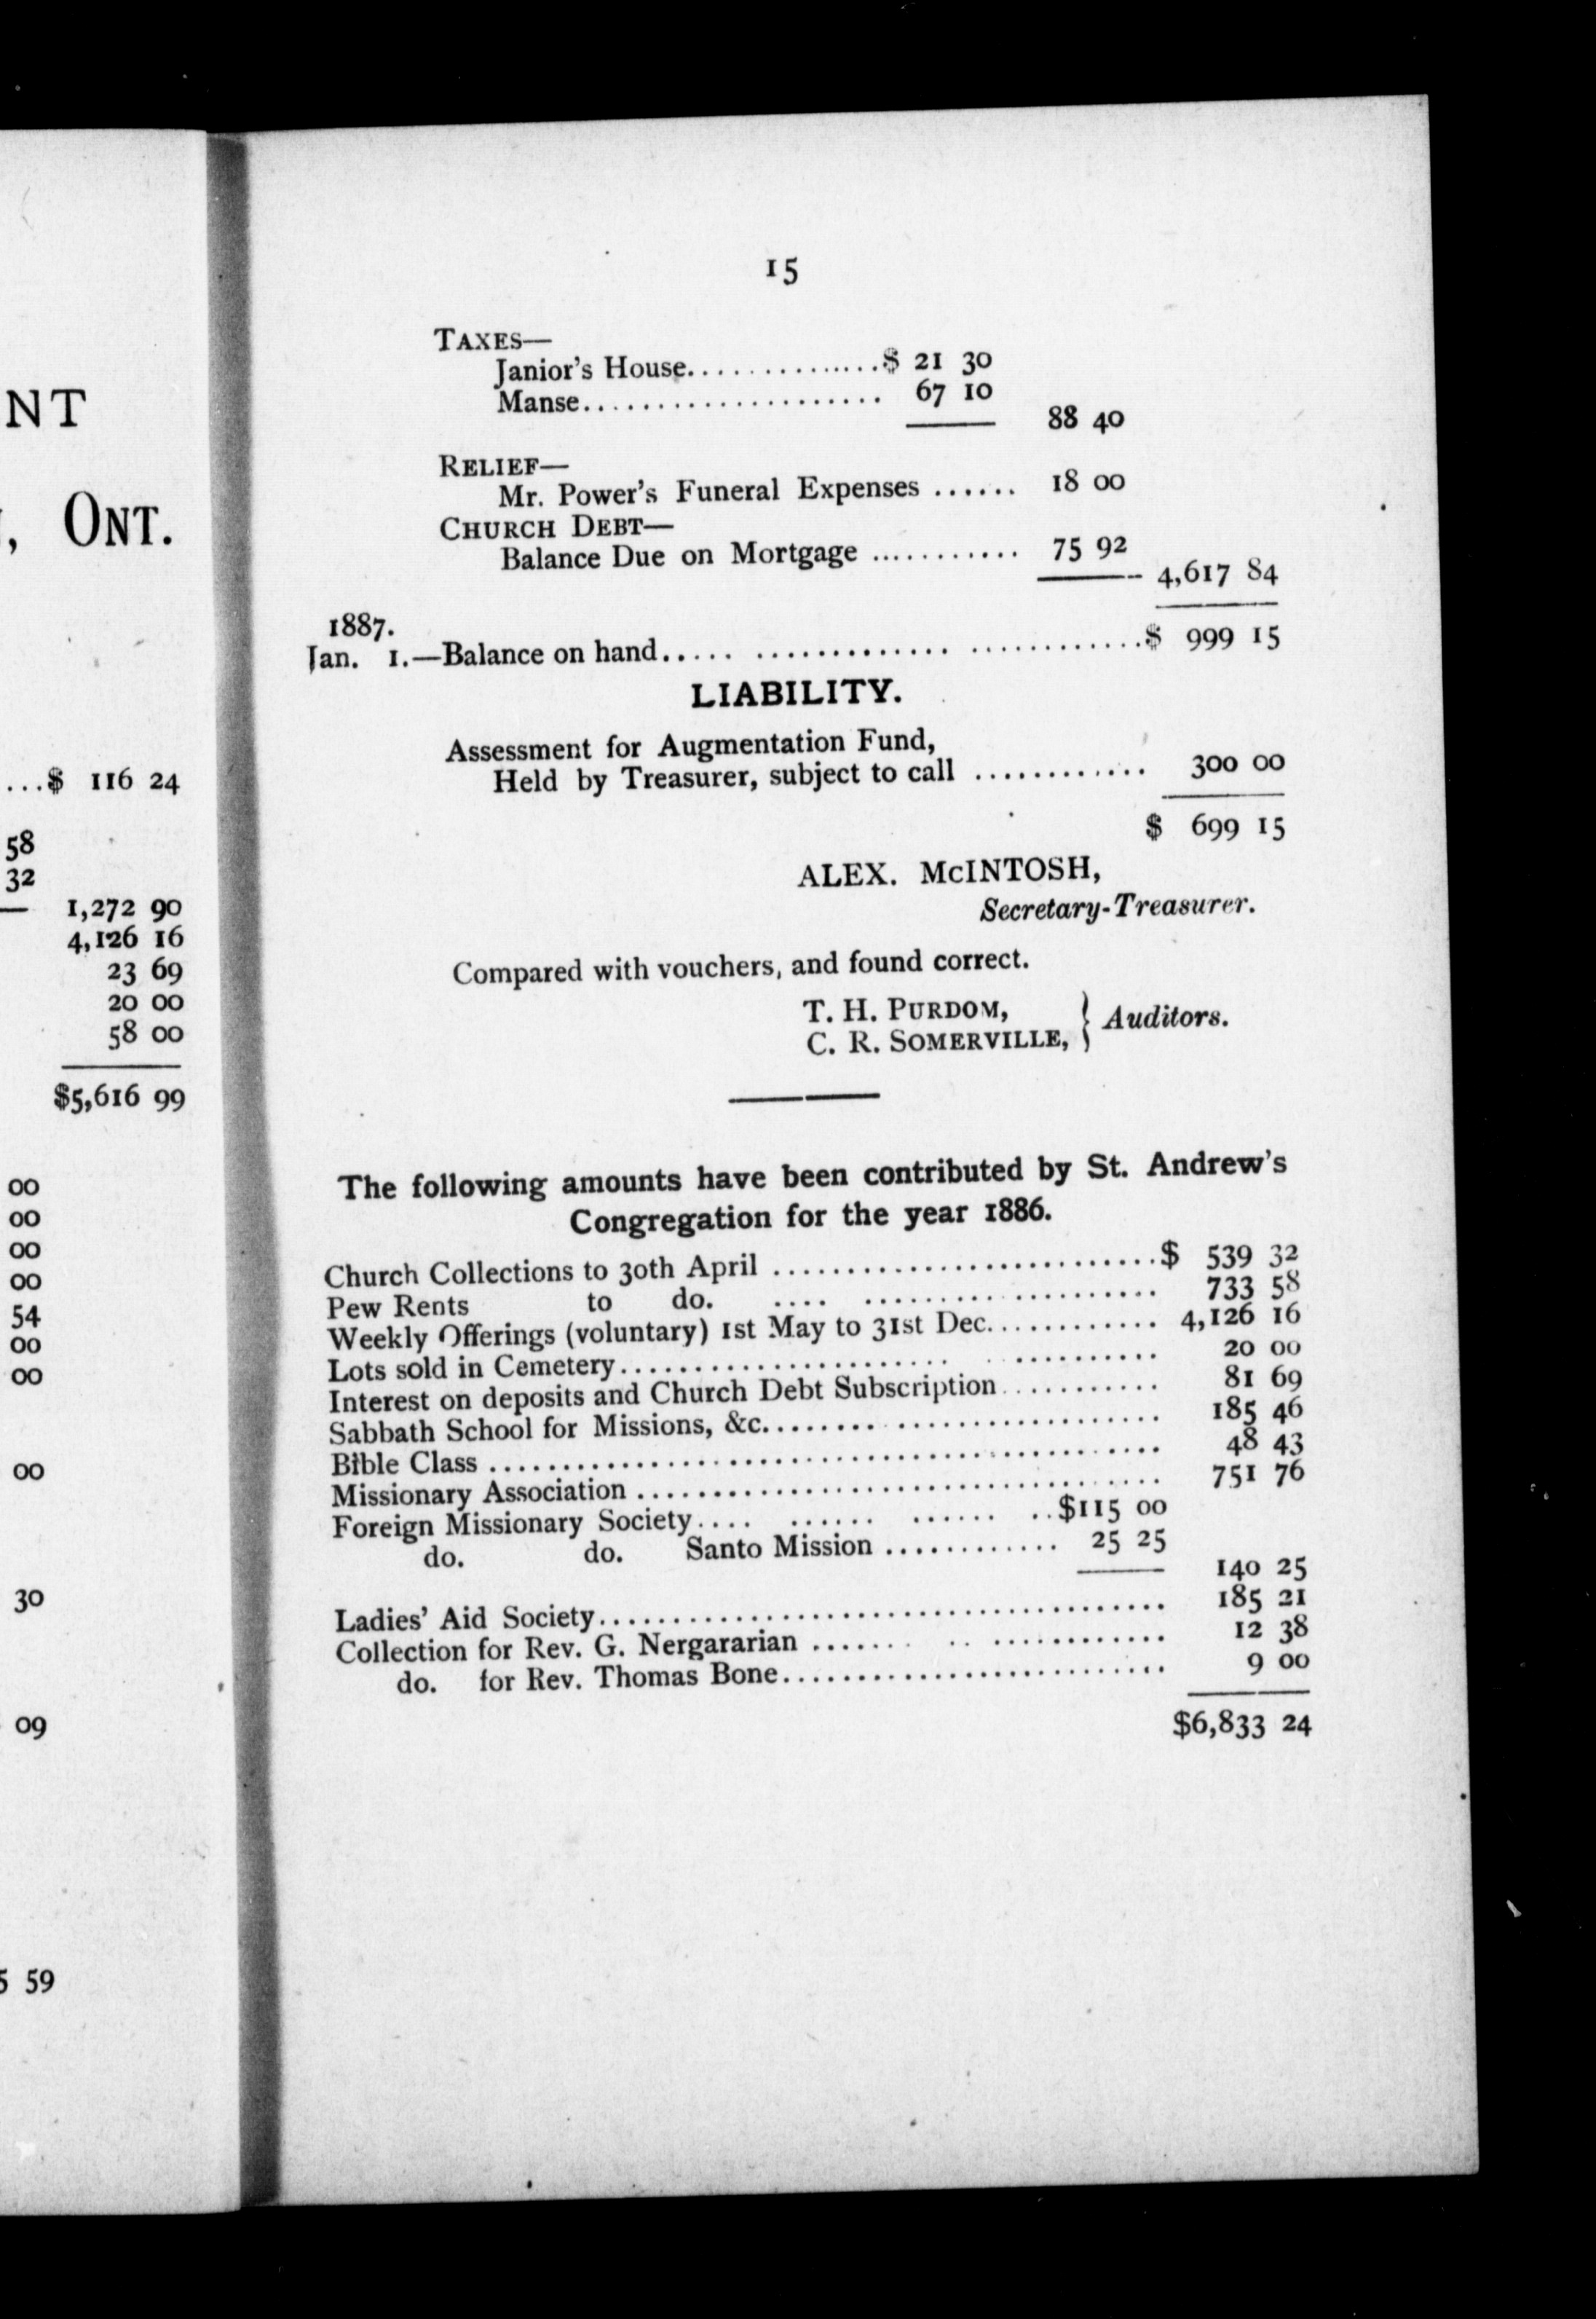 NT
, ONT.
...$ 116 24
58
32
1,272 90
4,126 16
23 69
20 00
58 00
$5,616 99
00
00
00
00
54
00
00
00
30
09
5 59
15
TAXES—
Janior's House................$ 21 30
Manse..................... 67 10
88 40
RELIEF—
Mr. Power's Funeral Expenses ...... 18 00
CHURCH DEBT—
Balance Due on Mortgage ........... 75 92
4,617 84
1887.
Jan. 1.—Balance on hand..... ............. ............$ 999 15
LIABILITY.
Assessment for Augmentation Fund,
Held by Treasurer, subject to call ............ 300 00
$ 699 15
ALEX. McINTOSH,
Secretary-Treasurer.
Compared with vouchers, and found correct.
T. H. PURDOM,
C. R. SOMERVILLE, } Auditors.
The following amounts have been contributed by St. Andrew's
Congregation for the year 1886.
Church Collections to 30th April ..........................$ 539 32
Pew Rents to do. .... .................... 733 58
Weekly Offerings (voluntary) 1st May to 31st Dec............ 4,126 16
Lots sold in Cemetery...................... .......... 20 00
Interest on deposits and Church Debt Subscription........... 81 69
Sabbath School for Missions, &c........ .................. 185 46
Bible Class ............................................. 48 43
Missionary Association ................................... 751 76
Foreign Missionary Society.... ...... ...... ..$115 00
do. do. Santo Mission ............ 25 25
140 25
Ladies' Aid Society...................................... 185 21
Collection for Rev. G. Nergararian ....... .. ............ 12 38
do. for Rev. Thomas Bone.......................... 9 00
$6,833 24